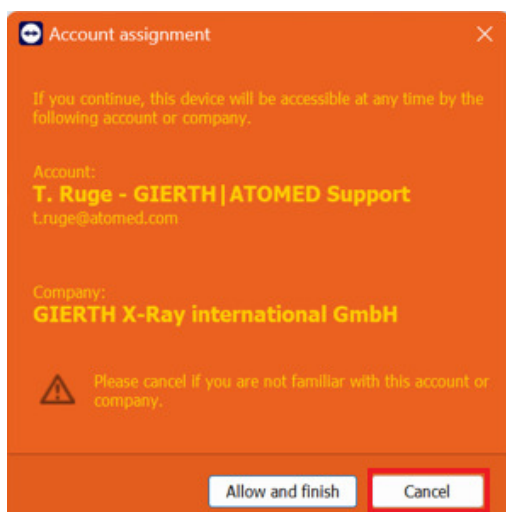 Account assignment
If you continue, this device will be accessible at any time by the
following account or company.
Account:
T. Ruge - GIERTH|ATOMED Support
t.ruge@atomed.com
Company:
GIERTH X-Ray international GmbH
Please cancel if you are not familiar with this account or
company.
Allow and finish
Cancel